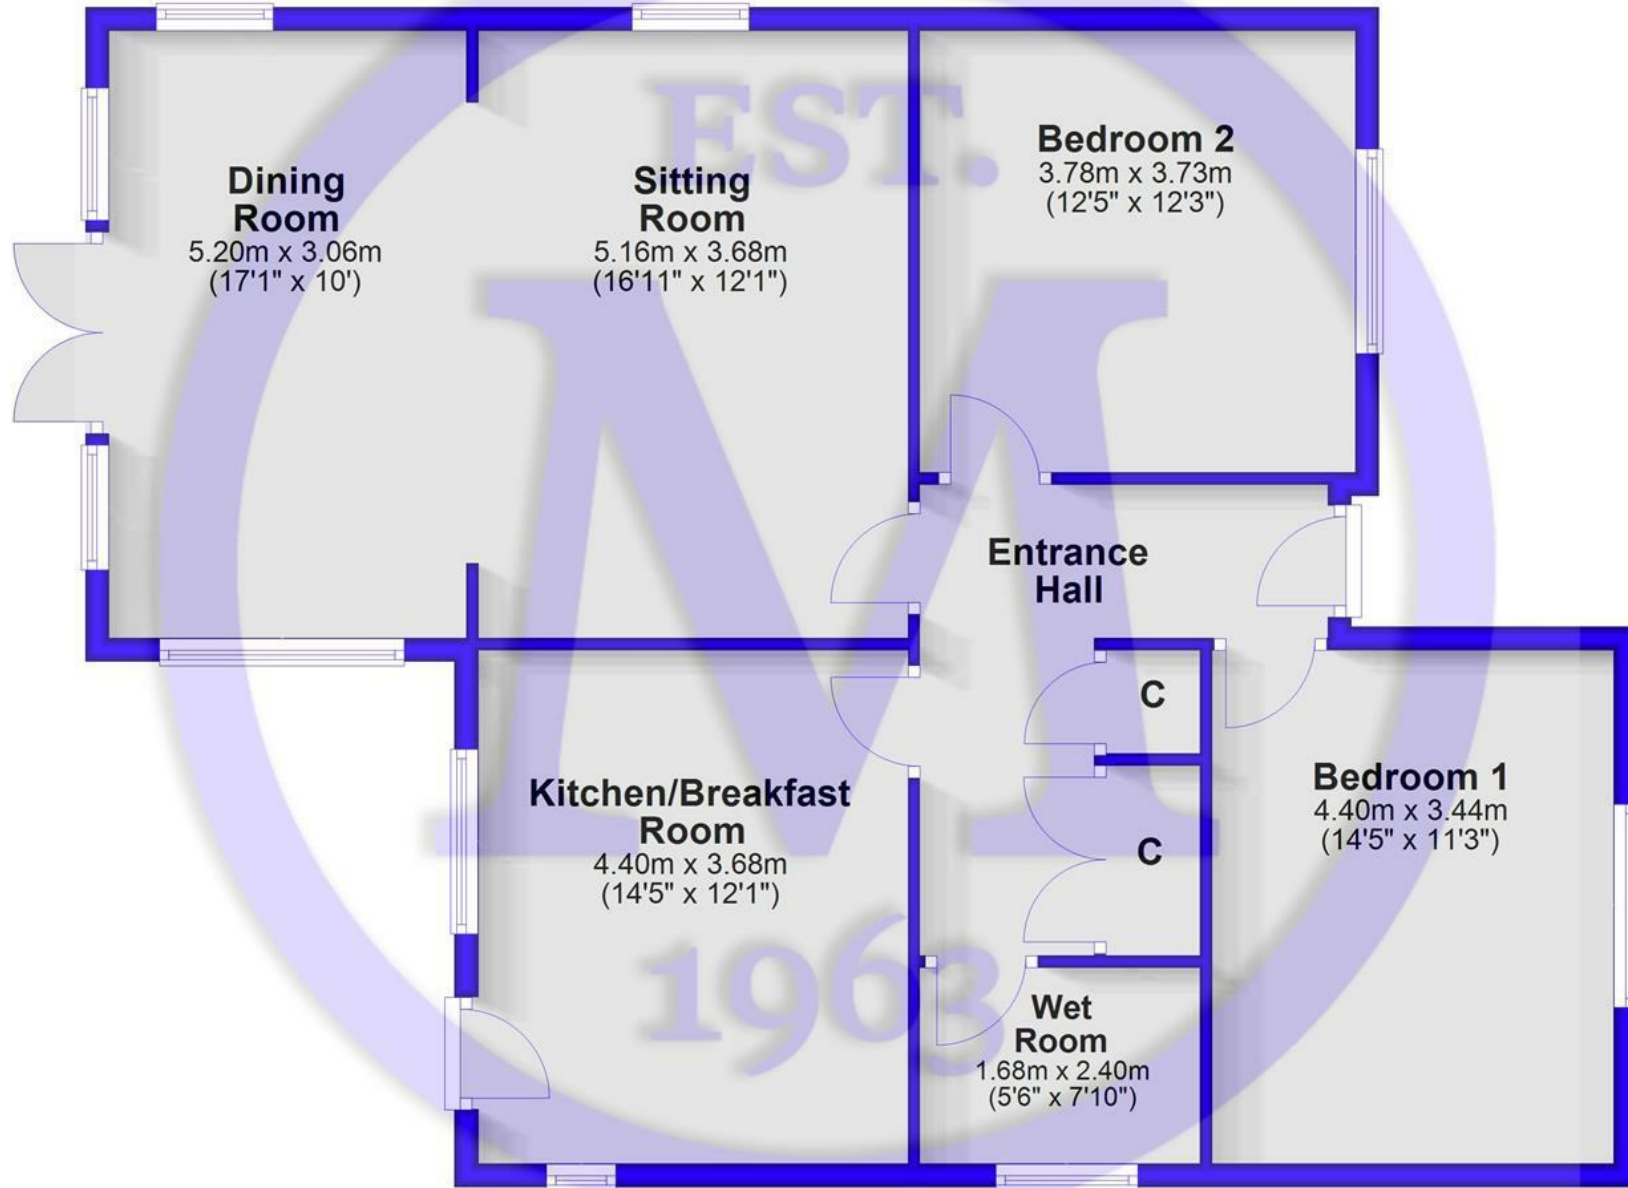 EST.
Dining
Room
5.20m x 3.06m
(17'1" x 10')
Sitting
Room
5.16m x 3.68m
(16'11" x 12'1")
Bedroom 2
3.78m x 3.73m
(12'5" x 12'3")
M
Entrance
Hall
C
Kitchen/Breakfast
Room
4.40m x 3.68m
(14'5" x 12'1")
C
Bedroom 1
4.40m x 3.44m
(14'5" x 11'3")
1963
Wet
Room
1.68m x 2.40m
(5'6" x 7'10")